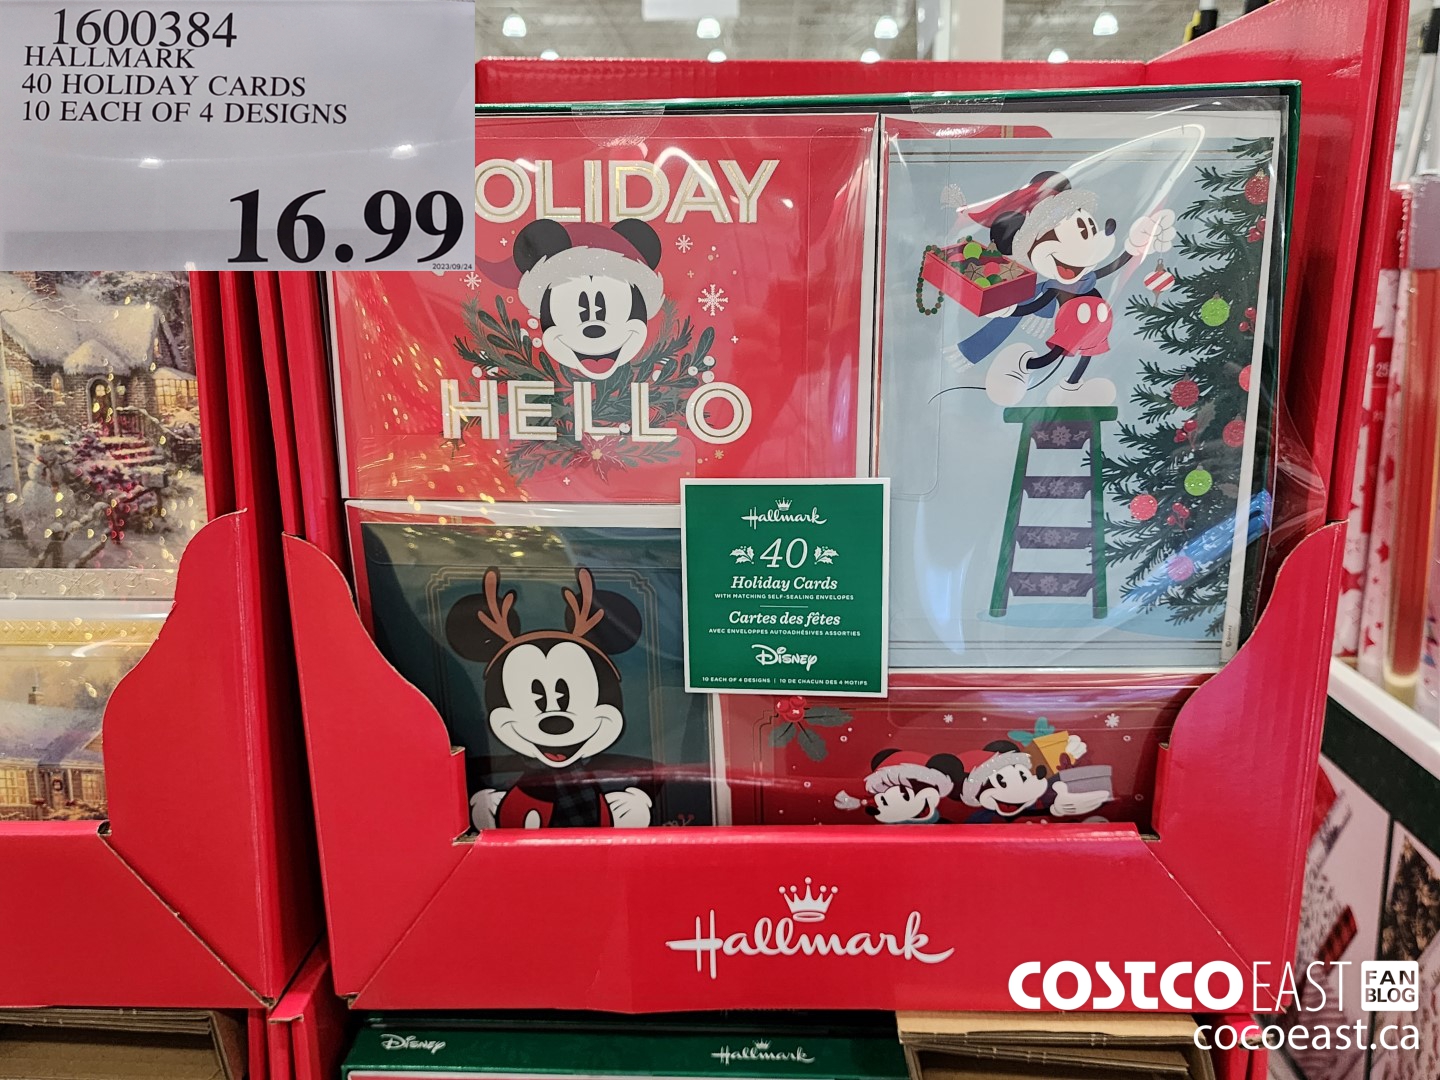 1600384
HALLMARK
40 HOLIDAY CARDS
10 EACH OF 4 DESIGNS
16.99
2023/09/24
OLIDAY
HELLO
Hallmark
40
Holiday Cards
WITH MATCHING SELF-SEALING ENVELOPES
Cartes des fêtes
AVEC ENVELOPPES AUTOADHÉSIVES ASSORTIES
Disney
10 EACH OF 4 DESIGNS | 10 DE CHACUN DES 4 MOTIFS
Hallmark
COSTCO EAST FAN BLOG
cocoeast.ca
Disney
Hallmark